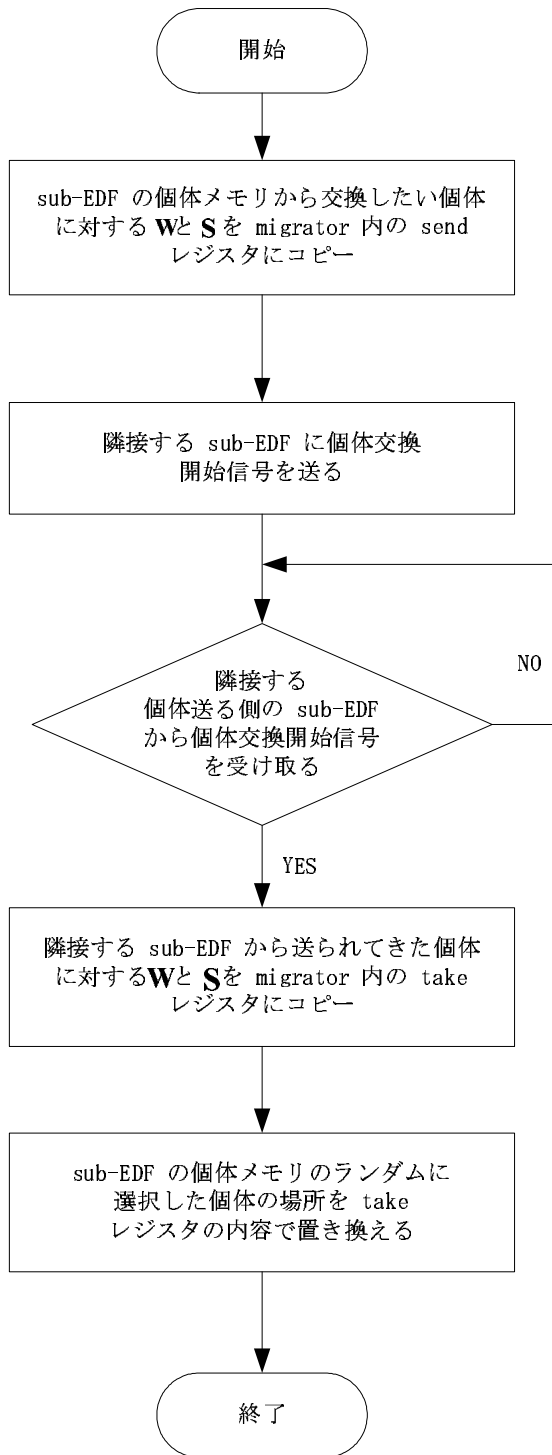 開始
sub-EDF の個体メモリから交換したい個体
に対する WとS を migrator 内の send
レジスタにコピー
隣接する sub-EDF に個体交換
開始信号を送る
NO
隣接する
個体送る側の sub-EDF
から個体交換開始信号
を受け取る
YES
隣接する sub-EDF から送られてきた個体
に対するWとSを migrator 内の take
レジスタにコピー
sub-EDF の個体メモリのランダムに
選択した個体の場所を take
レジスタの内容で置き換える
終了